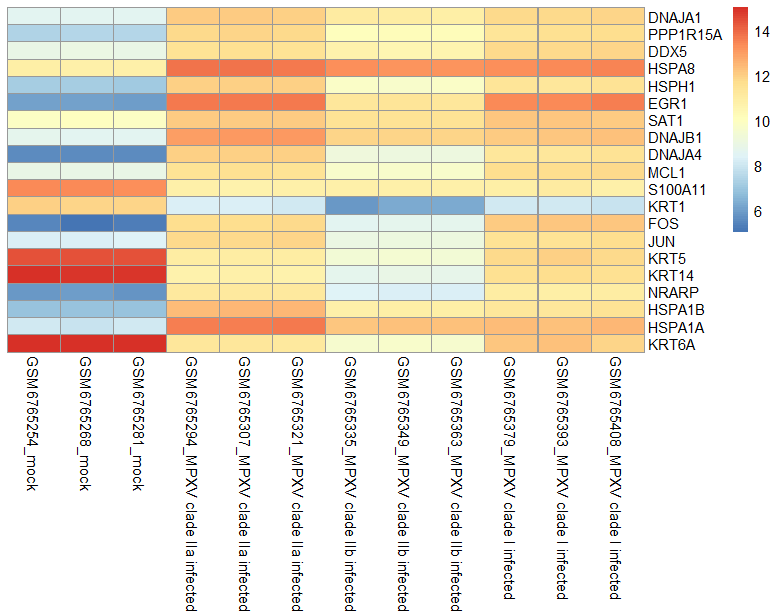 DNAJA1
PPP1R15A
DDX5
HSPA8
HSPH1
EGR1
SAT1
DNAJB1
DNAJA4
MCL1
S100A11
KRT1
FOS
JUN
KRT5
KRT14
NRARP
HSPA1B
HSPA1A
KRT6A
14
12
10
8
6
GSM6765254_mock
GSM6765268_mock
GSM6765281_mock
GSM6765294_MPXV clade IIa infected
GSM6765307_MPXV clade IIa infected
GSM6765321_MPXV clade IIa infected
GSM6765335_MPXV clade IIb infected
GSM6765349_MPXV clade IIb infected
GSM6765363_MPXV clade IIb infected
GSM6765379_MPXV clade I infected
GSM6765393_MPXV clade I infected
GSM6765408_MPXV clade I infected